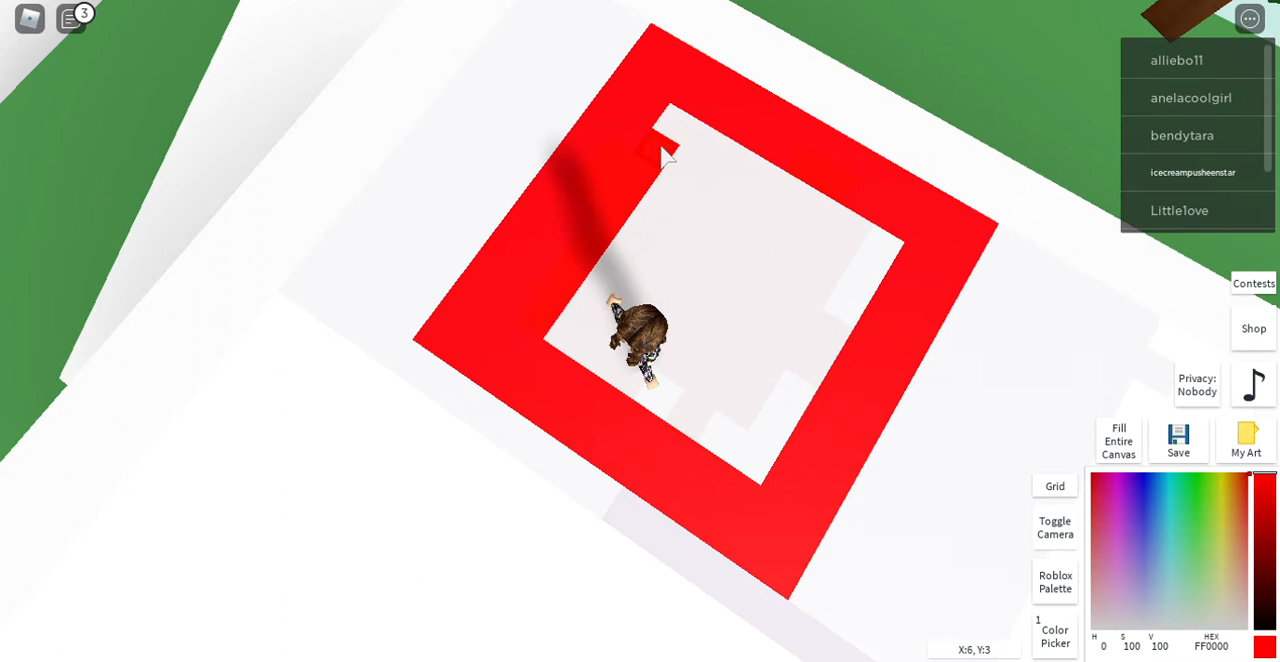 3
alliebo11
anelacoolgirl
bendytara
icecreampusheenstar
Little1ove
Contests
Shop
Privacy:
Nobody
Fill
Entire
Canvas
Save
My Art
Grid
Toggle
Camera
Roblox
Palette
1
Color
Picker
H S V HEX
0 100 100 FF0000
X:6, Y:3